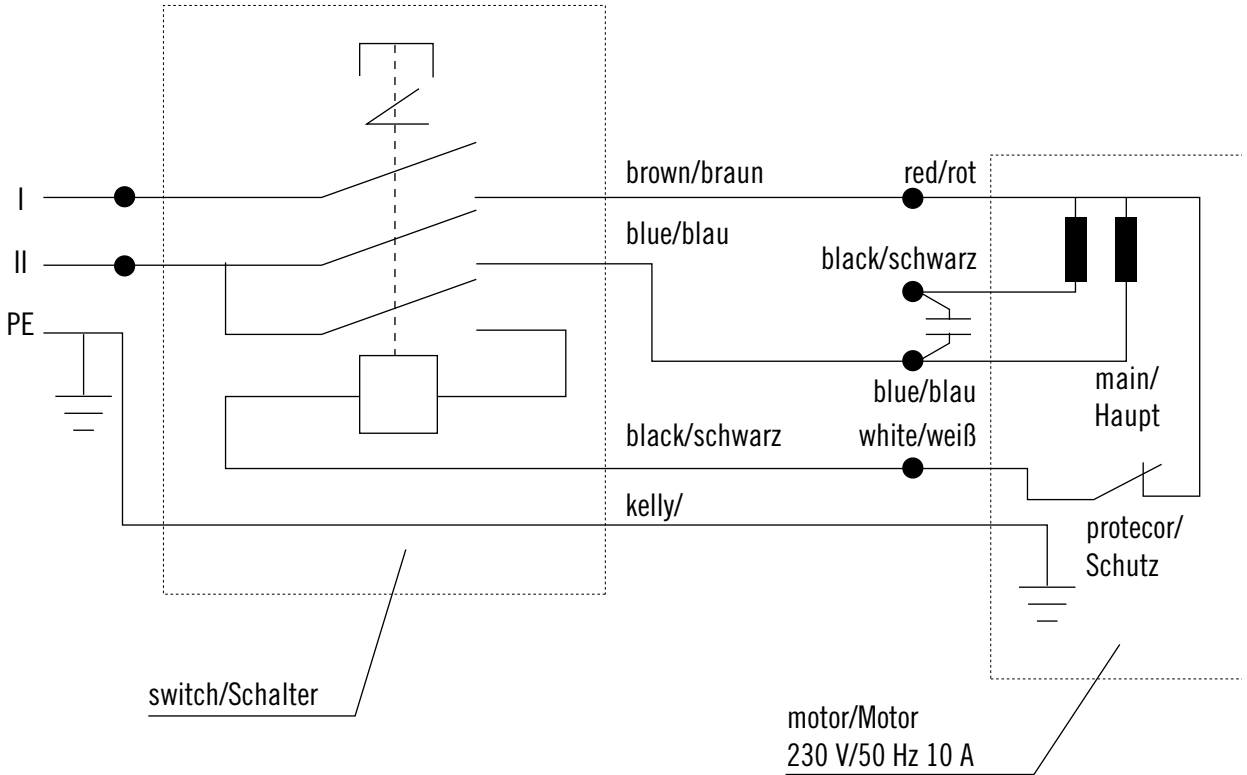 brown/braun
red/rot
I
blue/blau
II
black/schwarz
PE
blue/blau
main/
Haupt
black/schwarz
white/weiß
kelly/
protecor/
Schutz
switch/Schalter
motor/Motor
230 V/50 Hz 10 A